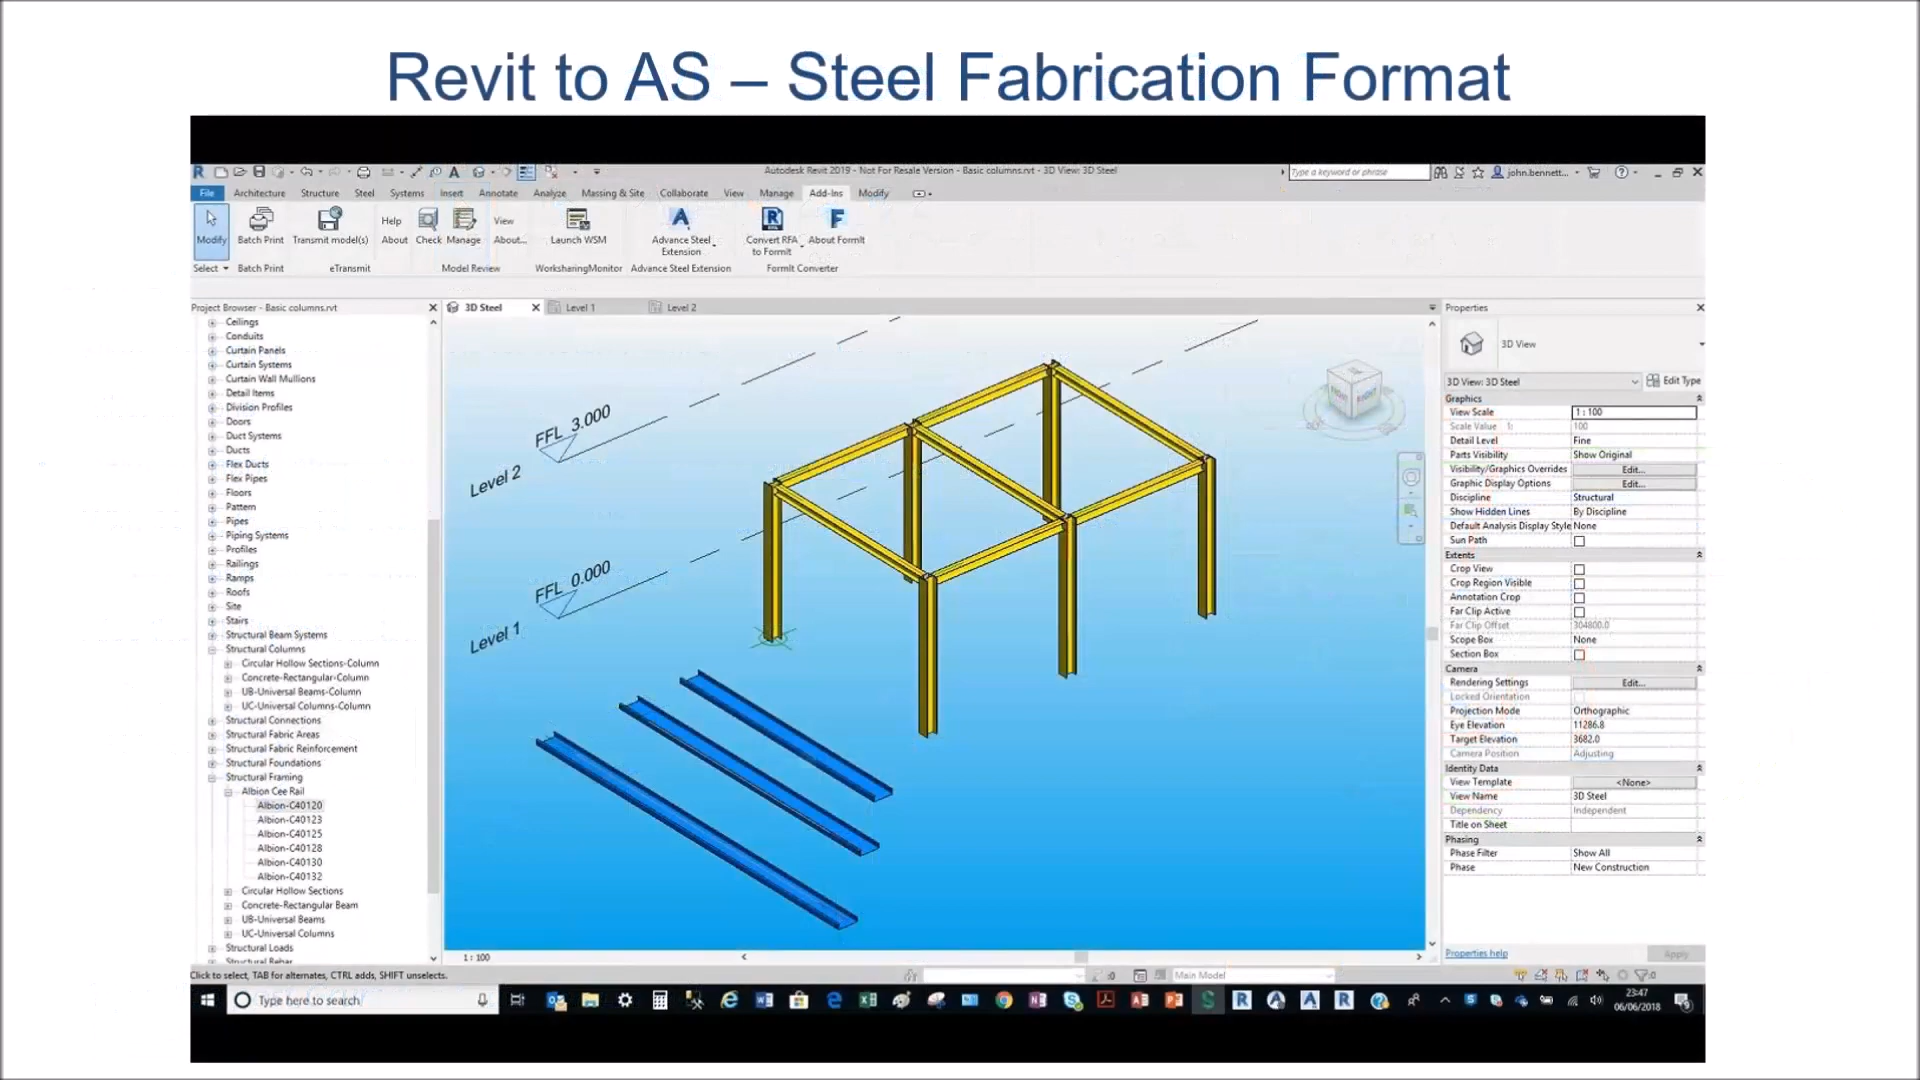 Revit to AS – Steel Fabrication Format
Autodesk Revit 2019 - Not For Resale Version - Basic columns.rvt - 3D View: 3D Steel
Type a keyword or phrase
john.bennett...
File Architecture Structure Steel Systems Insert Annotate Analyze Massing & Site Collaborate View Manage Add-Ins Modify
Modify
Batch Print
Transmit model(s)
Help
About
Check
Manage
View
About...
Launch WSM
Advance Steel
Extension
Convert RFA
to FormIt
About FormIt
Select Batch Print eTransmit Model Review WorksharingMonitor Advance Steel Extension FormIt Converter
Project Browser - Basic columns.rvt
Ceilings
Conduits
Curtain Panels
Curtain Systems
Curtain Wall Mullions
Detail Items
Division Profiles
Doors
Duct Systems
Ducts
Flex Ducts
Flex Pipes
Floors
Pattern
Pipes
Piping Systems
Profiles
Railings
Ramps
Roofs
Site
Stairs
Structural Beam Systems
Structural Columns
Circular Hollow Sections-Column
Concrete-Rectangular-Column
UB-Universal Beams-Column
UC-Universal Columns-Column
Structural Connections
Structural Fabric Areas
Structural Fabric Reinforcement
Structural Foundations
Structural Framing
Albion Cee Rail
Albion-C40120
Albion-C40123
Albion-C40125
Albion-C40128
Albion-C40130
Albion-C40132
Circular Hollow Sections
Concrete-Rectangular Beam
UB-Universal Beams
UC-Universal Columns
Structural Loads
Structural Rebar
3D Steel Level 1 Level 2
FFL 3.000
Level 2
FFL 0.000
Level 1
1 : 100
Properties
3D View
3D View: 3D Steel Edit Type
Graphics
View Scale 1 : 100
Scale Value 1: 100
Detail Level Fine
Parts Visibility Show Original
Visibility/Graphics Overrides Edit...
Graphic Display Options Edit...
Discipline Structural
Show Hidden Lines By Discipline
Default Analysis Display Style None
Sun Path
Extents
Crop View
Crop Region Visible
Annotation Crop
Far Clip Active
Far Clip Offset 304800.0
Scope Box None
Section Box
Camera
Rendering Settings Edit...
Locked Orientation
Projection Mode Orthographic
Eye Elevation 11286.8
Target Elevation 3682.0
Camera Position Adjusting
Identity Data
View Template <None>
View Name 3D Steel
Dependency Independent
Title on Sheet
Phasing
Phase Filter Show All
Phase New Construction
Properties help Apply
Click to select, TAB for alternates, CTRL adds, SHIFT unselects.
:0 Main Model :0
Type here to search
23:47
06/06/2018